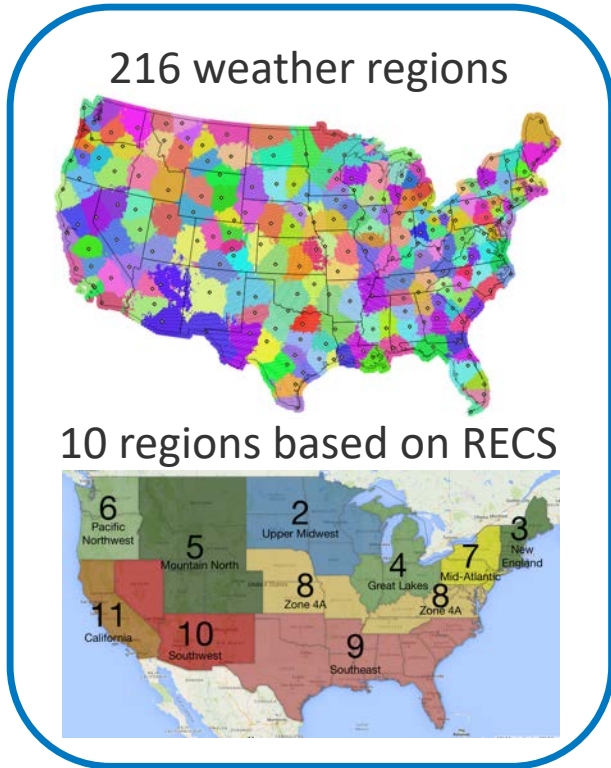 216 weather regions
10 regions based on RECS
6
Pacific
Northwest
5
Mountain North
2
Upper Midwest
4
Great Lakes
3
New
England
7
Mid-Atlantic
8
Zone 4A
8
Zone 4A
11
California
10
Southwest
9
Southeast